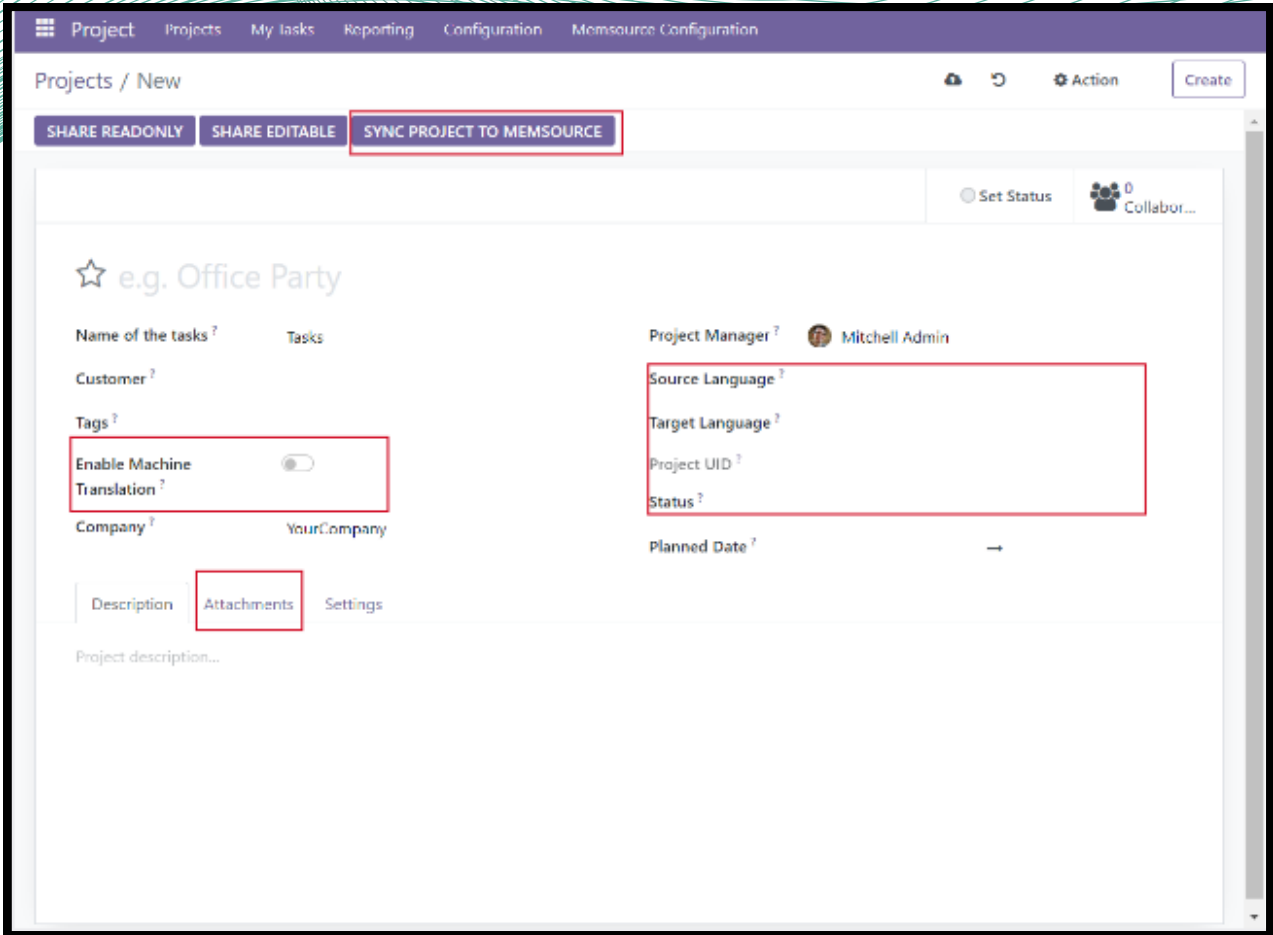 Project Projects My Tasks Reporting Configuration Memsource Configuration
Projects / New Action Create
SHARE READONLY SHARE EDITABLE SYNC PROJECT TO MEMSOURCE
Set Status 0
Collabor...
e.g. Office Party
Name of the tasks ? Tasks Project Manager ? Mitchell Admin
Customer ? Source Language ?
Tags ? Target Language ?
Enable Machine Project UID ?
Translation ?
Status ?
Company ? YourCompany
Planned Date ? →
Description Attachments Settings
Project description...